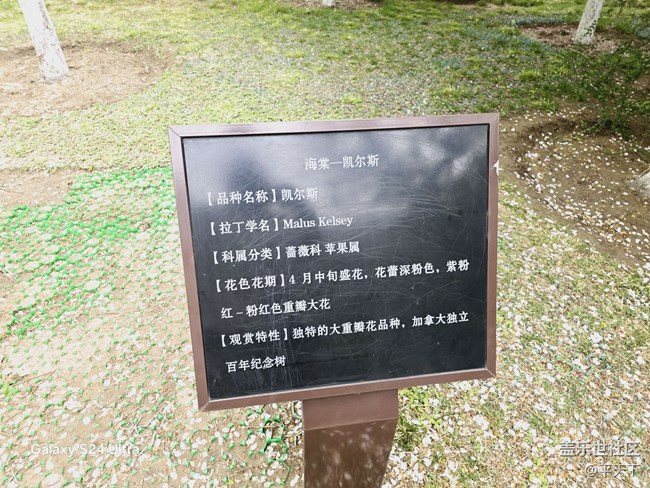 海棠—凯尔斯
【品种名称】凯尔斯
【拉丁学名】Malus Kelsey
【科属分类】蔷薇科 苹果属
【花色花期】4 月中旬盛花，花蕾深粉色，紫粉
红－粉红色重瓣大花
【观赏特性】独特的大重瓣花品种，加拿大独立
百年纪念树
Galaxy S24 Ultra
盖乐世社区
@平天下